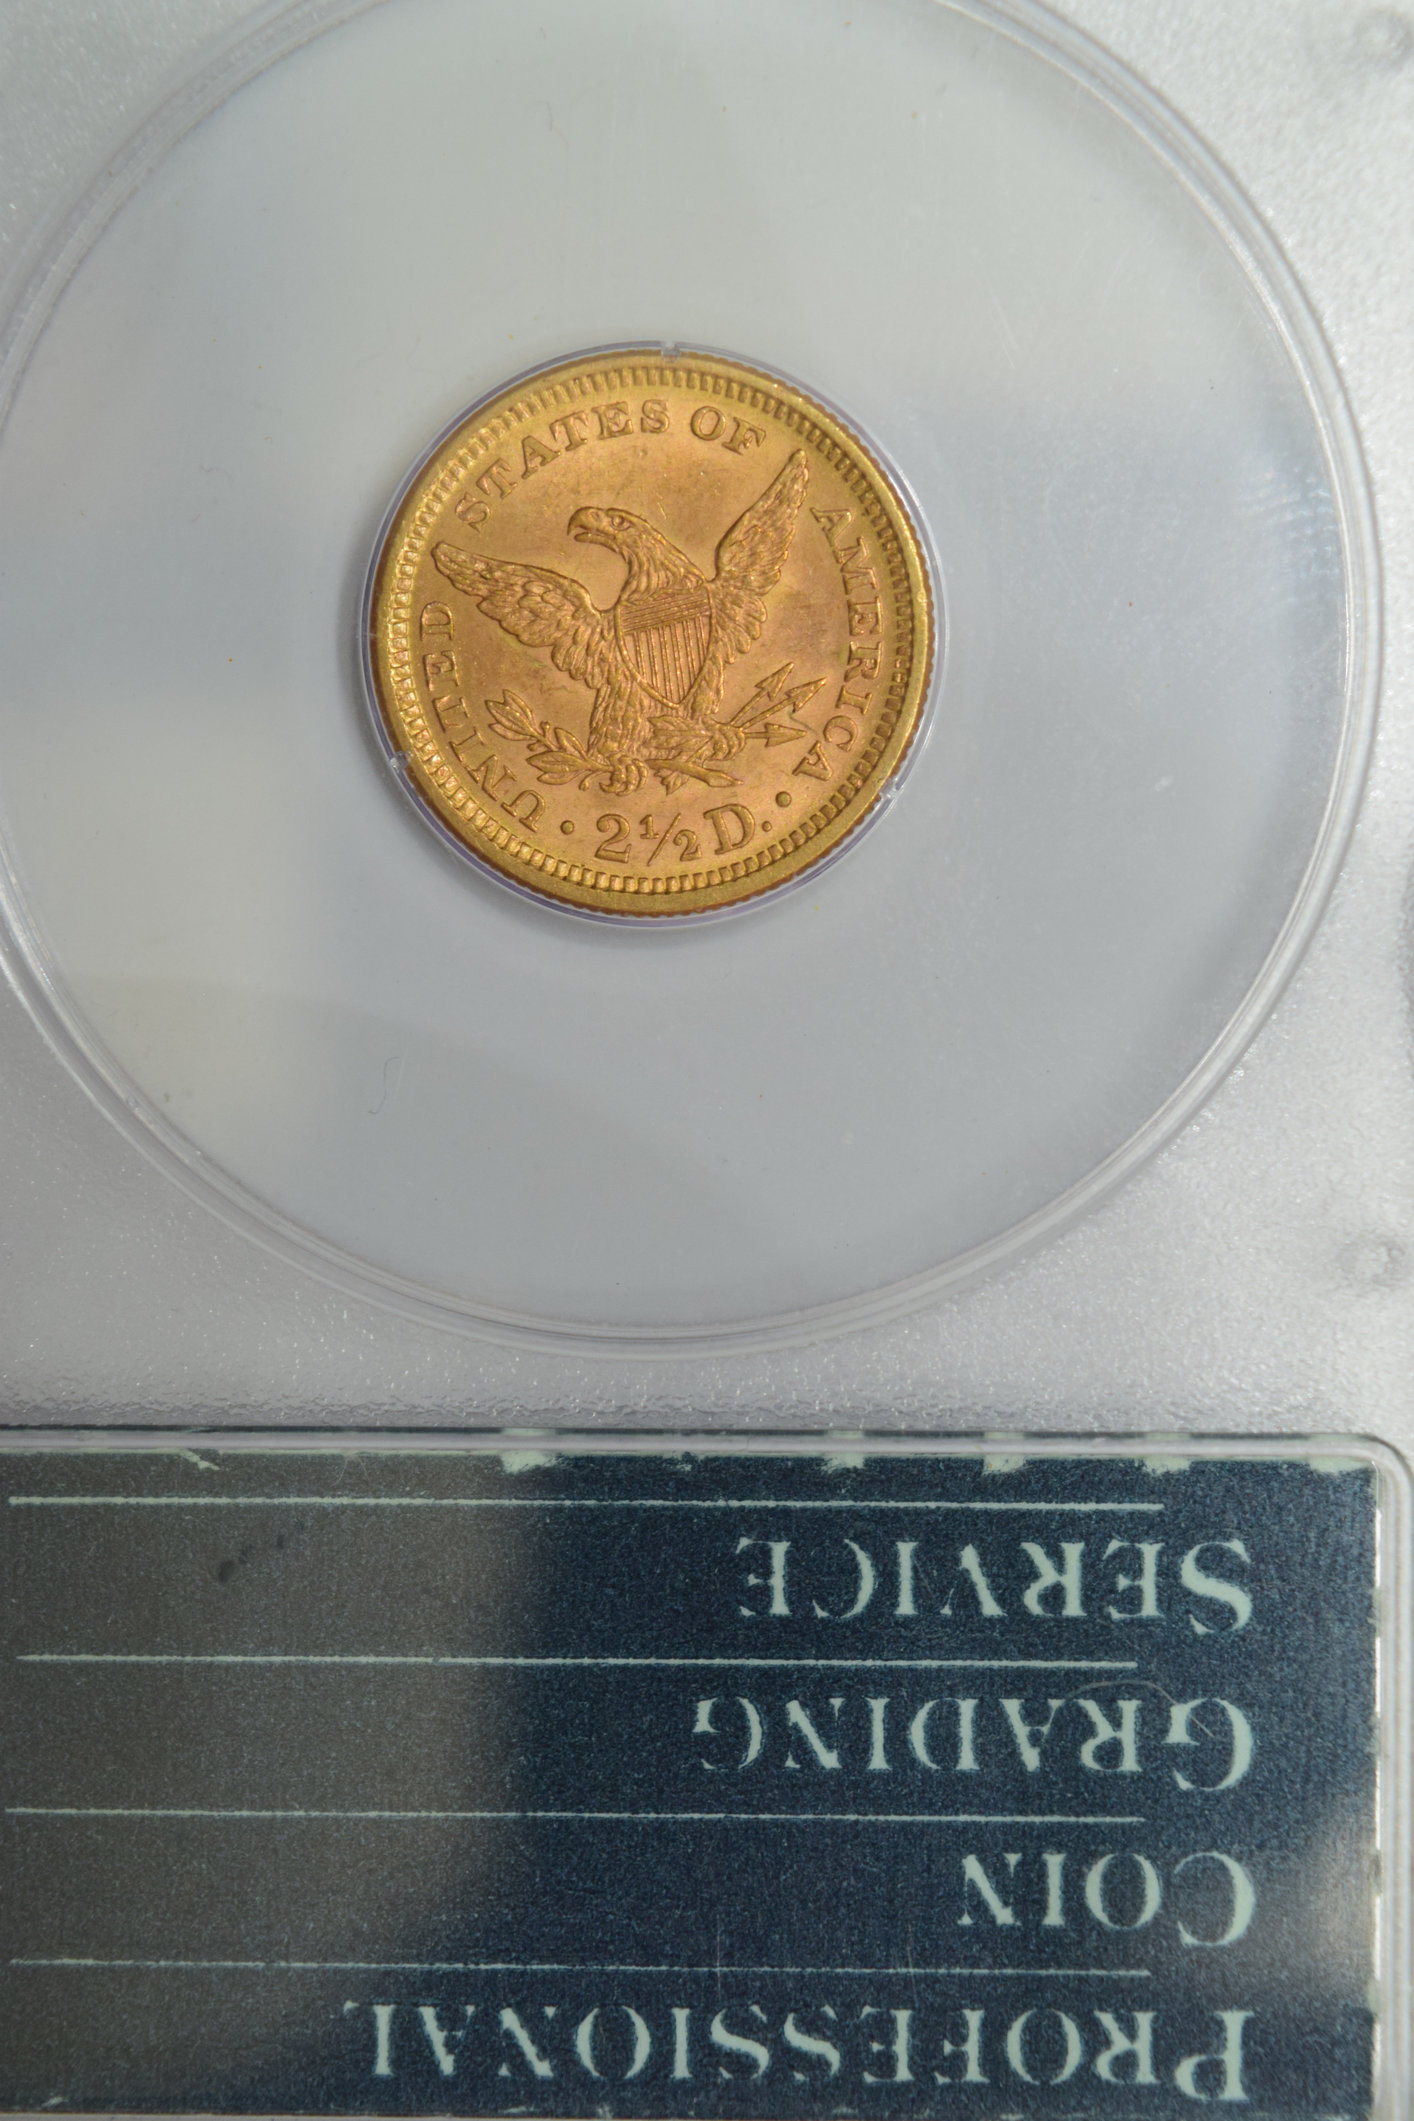 UNITED STATES OF AMERICA
• 2½ D. •
PROFESSIONAL
COIN
GRADING
SERVICE